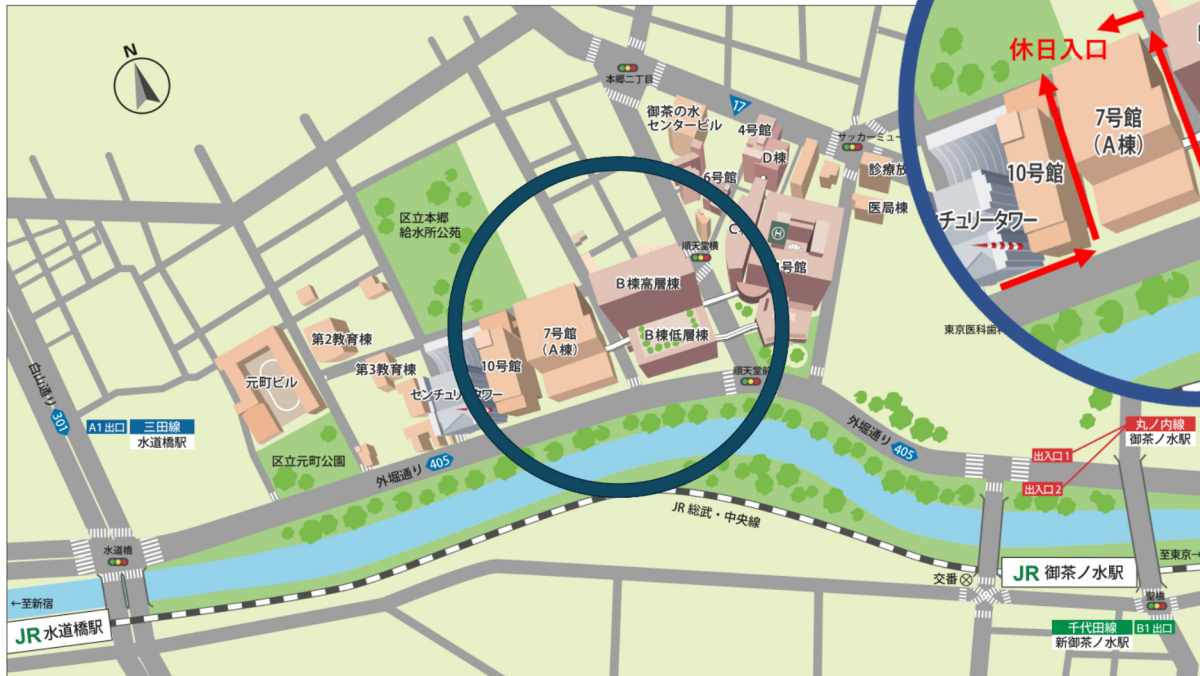 N
本郷二丁目
17
御茶の水
センタービル
4号館
サッカーミュー
D棟
6号館
診療放
医局棟
区立本郷
給水所公苑
順天堂横
号館
B棟高層棟
7号館
(A棟)
B棟低層棟
10号館
第2教育棟
第3教育棟
元町ビル
センチュリータワー
順天堂前
白山通り
301
A1出口
三田線
水道橋駅
区立元町公園
外堀通り
405
外堀通り
405
JR 総武・中央線
水道橋
←至新宿
JR 水道橋駅
丸ノ内線
御茶ノ水駅
出入口1
出入口2
至東京→
交番
JR 御茶ノ水駅
聖橋
千代田線
B1出口
新御茶ノ水駅
休日入口
7号館
(A棟)
10号館
チュリータワー
東京医科歯科